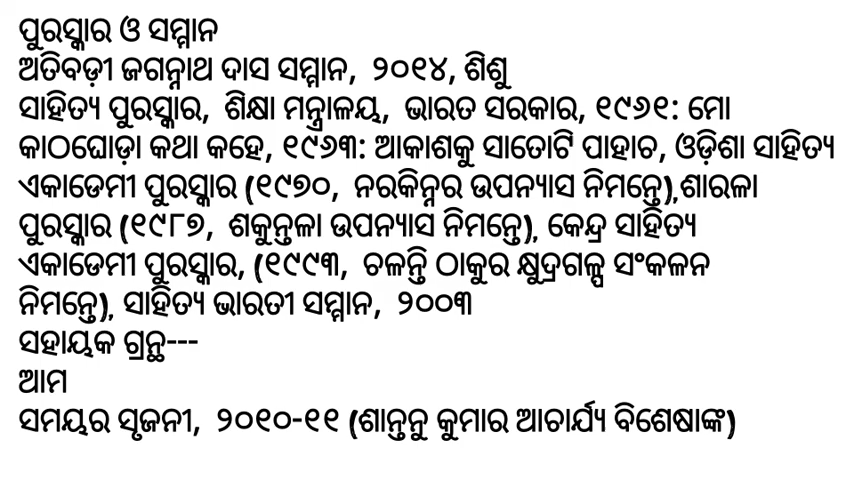 ପୁରସ୍କାର ଓ ସମ୍ମାନ
ଅତିବଡ଼ୀ ଜଗନ୍ନାଥ ଦାସ ସମ୍ମାନ, ୨୦୧୪, ଶିଶୁ
ସାହିତ୍ୟ ପୁରସ୍କାର, ଶିକ୍ଷା ମନ୍ତ୍ରାଳୟ, ଭାରତ ସରକାର, ୧୯୬୧: ମୋ
କାଠଘୋଡ଼ା କଥା କହେ, ୧୯୬୩: ଆକାଶକୁ ସାତୋଟି ପାହାଚ, ଓଡ଼ିଶା ସାହିତ୍ୟ
ଏକାଡେମୀ ପୁରସ୍କାର (୧୯୭୦, ନରକିନ୍ନର ଉପନ୍ୟାସ ନିମନ୍ତେ),ଶାରଳା
ପୁରସ୍କାର (୧୯୮୭, ଶକୁନ୍ତଳା ଉପନ୍ୟାସ ନିମନ୍ତେ), କେନ୍ଦ୍ର ସାହିତ୍ୟ
ଏକାଡେମୀ ପୁରସ୍କାର, (୧୯୯୩, ଚଳନ୍ତି ଠାକୁର କ୍ଷୁଦ୍ରଗଳ୍ପ ସଂକଳନ
ନିମନ୍ତେ), ସାହିତ୍ୟ ଭାରତୀ ସମ୍ମାନ, ୨୦୦୩
ସହାୟକ ଗ୍ରନ୍ଥ---
ଆମ
ସମୟର ସୃଜନୀ, ୨୦୧୦-୧୧ (ଶାନ୍ତନୁ କୁମାର ଆଚାର୍ଯ୍ୟ ବିଶେଷାଙ୍କ)